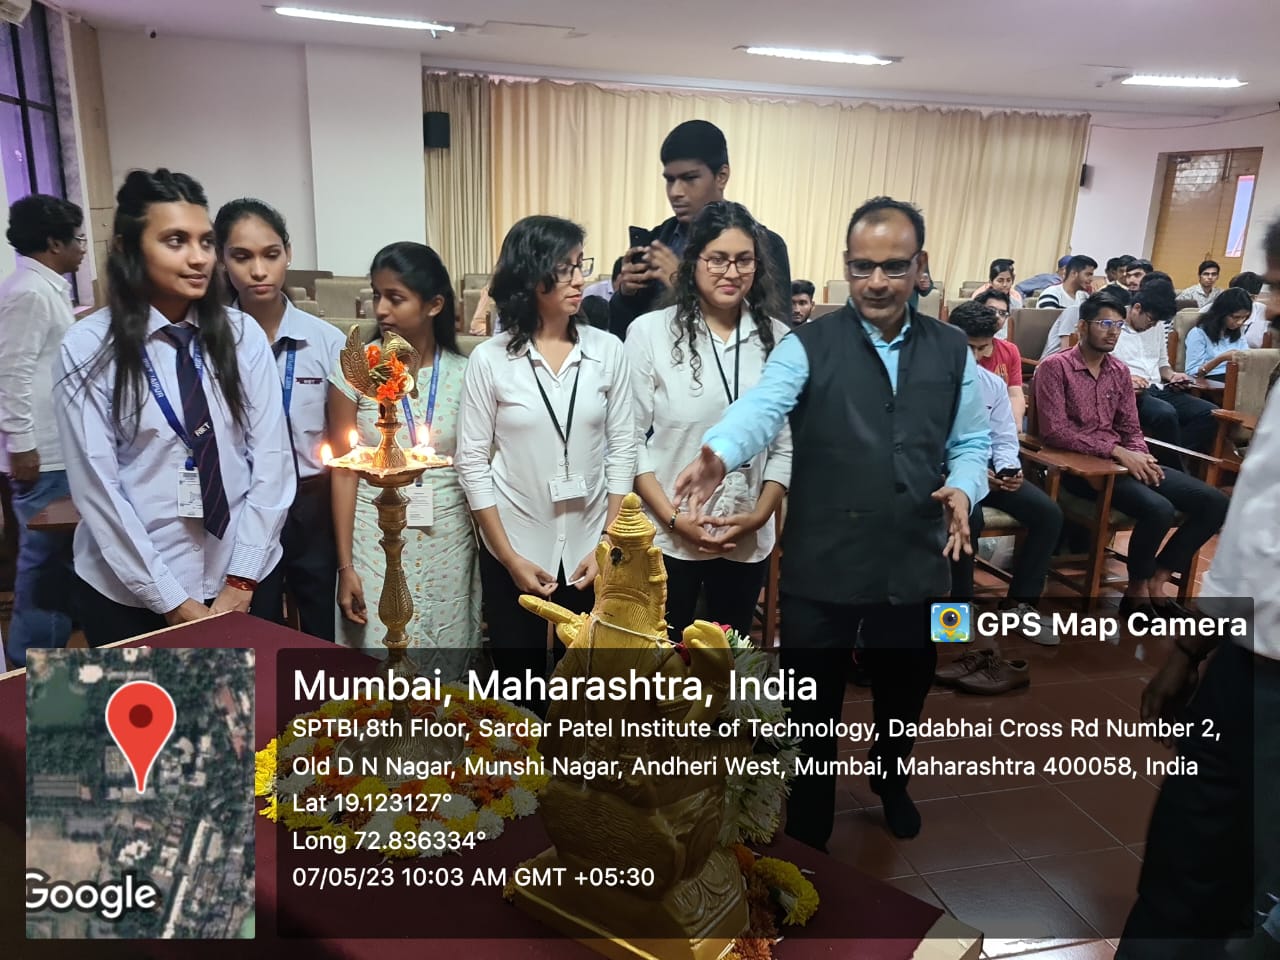 GPS Map Camera
Mumbai, Maharashtra, India
SPTBI,8th Floor, Sardar Patel Institute of Technology, Dadabhai Cross Rd Number 2,
Old D N Nagar, Munshi Nagar, Andheri West, Mumbai, Maharashtra 400058, India
Lat 19.123127°
Long 72.836334°
07/05/23 10:03 AM GMT +05:30
Google